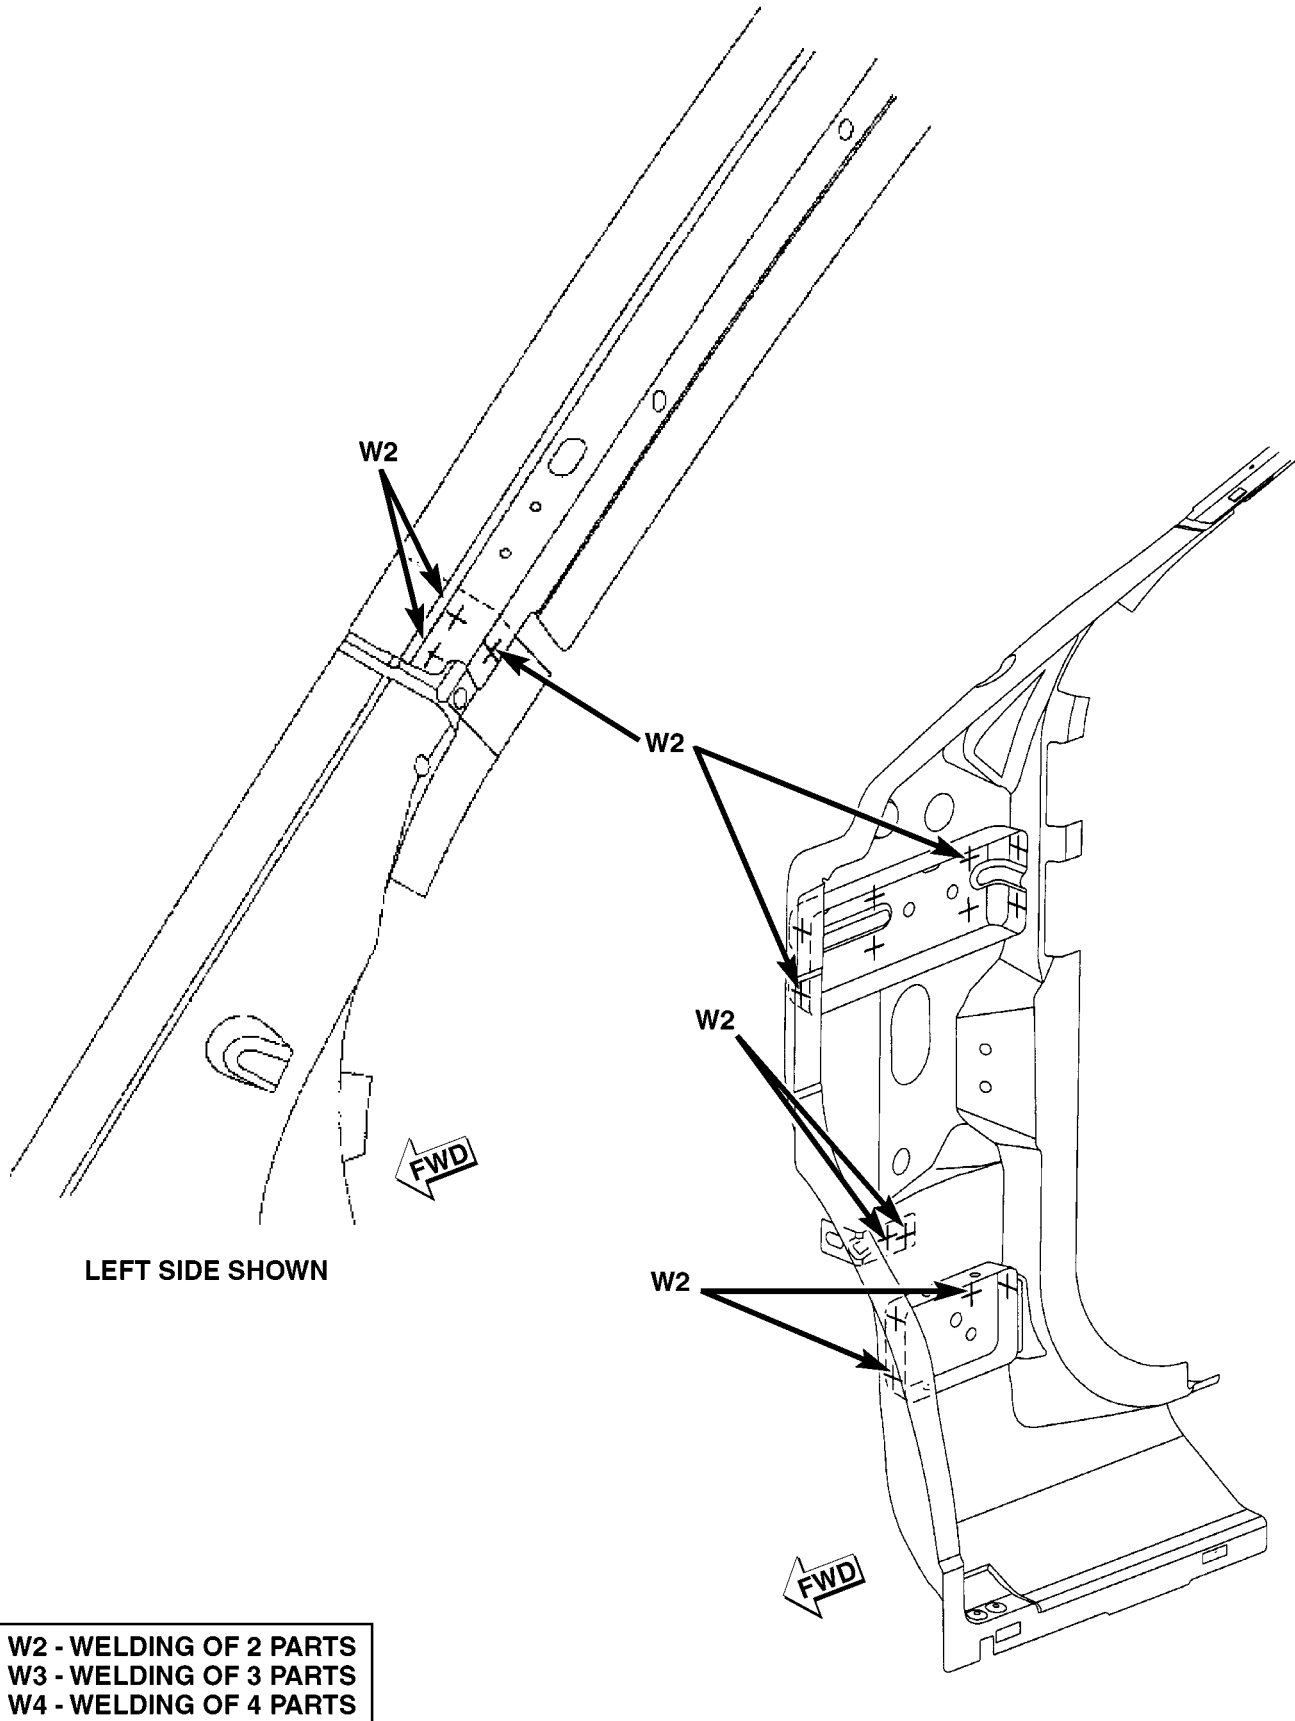 W2
W2
W2
FWD
LEFT SIDE SHOWN
W2
FWD
W2 - WELDING OF 2 PARTS
W3 - WELDING OF 3 PARTS
W4 - WELDING OF 4 PARTS